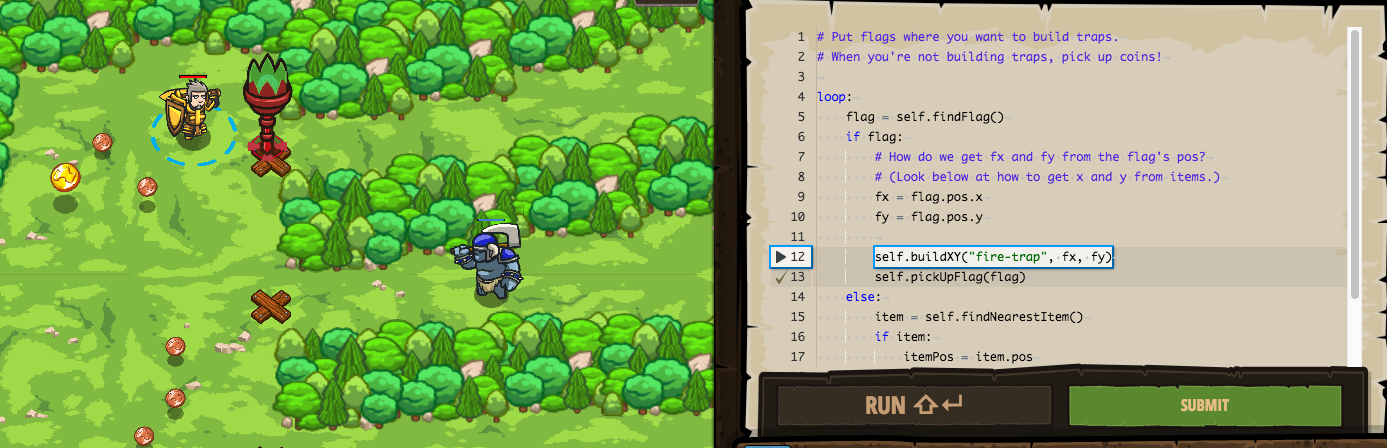 1 # Put flags where you want to build traps.
2 # When you're not building traps, pick up coins!
3
4 loop:
5 flag = self.findFlag()
6 if flag:
7 # How do we get fx and fy from the flag's pos?
8 # (Look below at how to get x and y from items.)
9 fx = flag.pos.x
10 fy = flag.pos.y
11
12 self.buildXY("fire-trap", fx, fy)
13 self.pickUpFlag(flag)
14 else:
15 item = self.findNearestItem()
16 if item:
17 itemPos = item.pos
RUN
SUBMIT